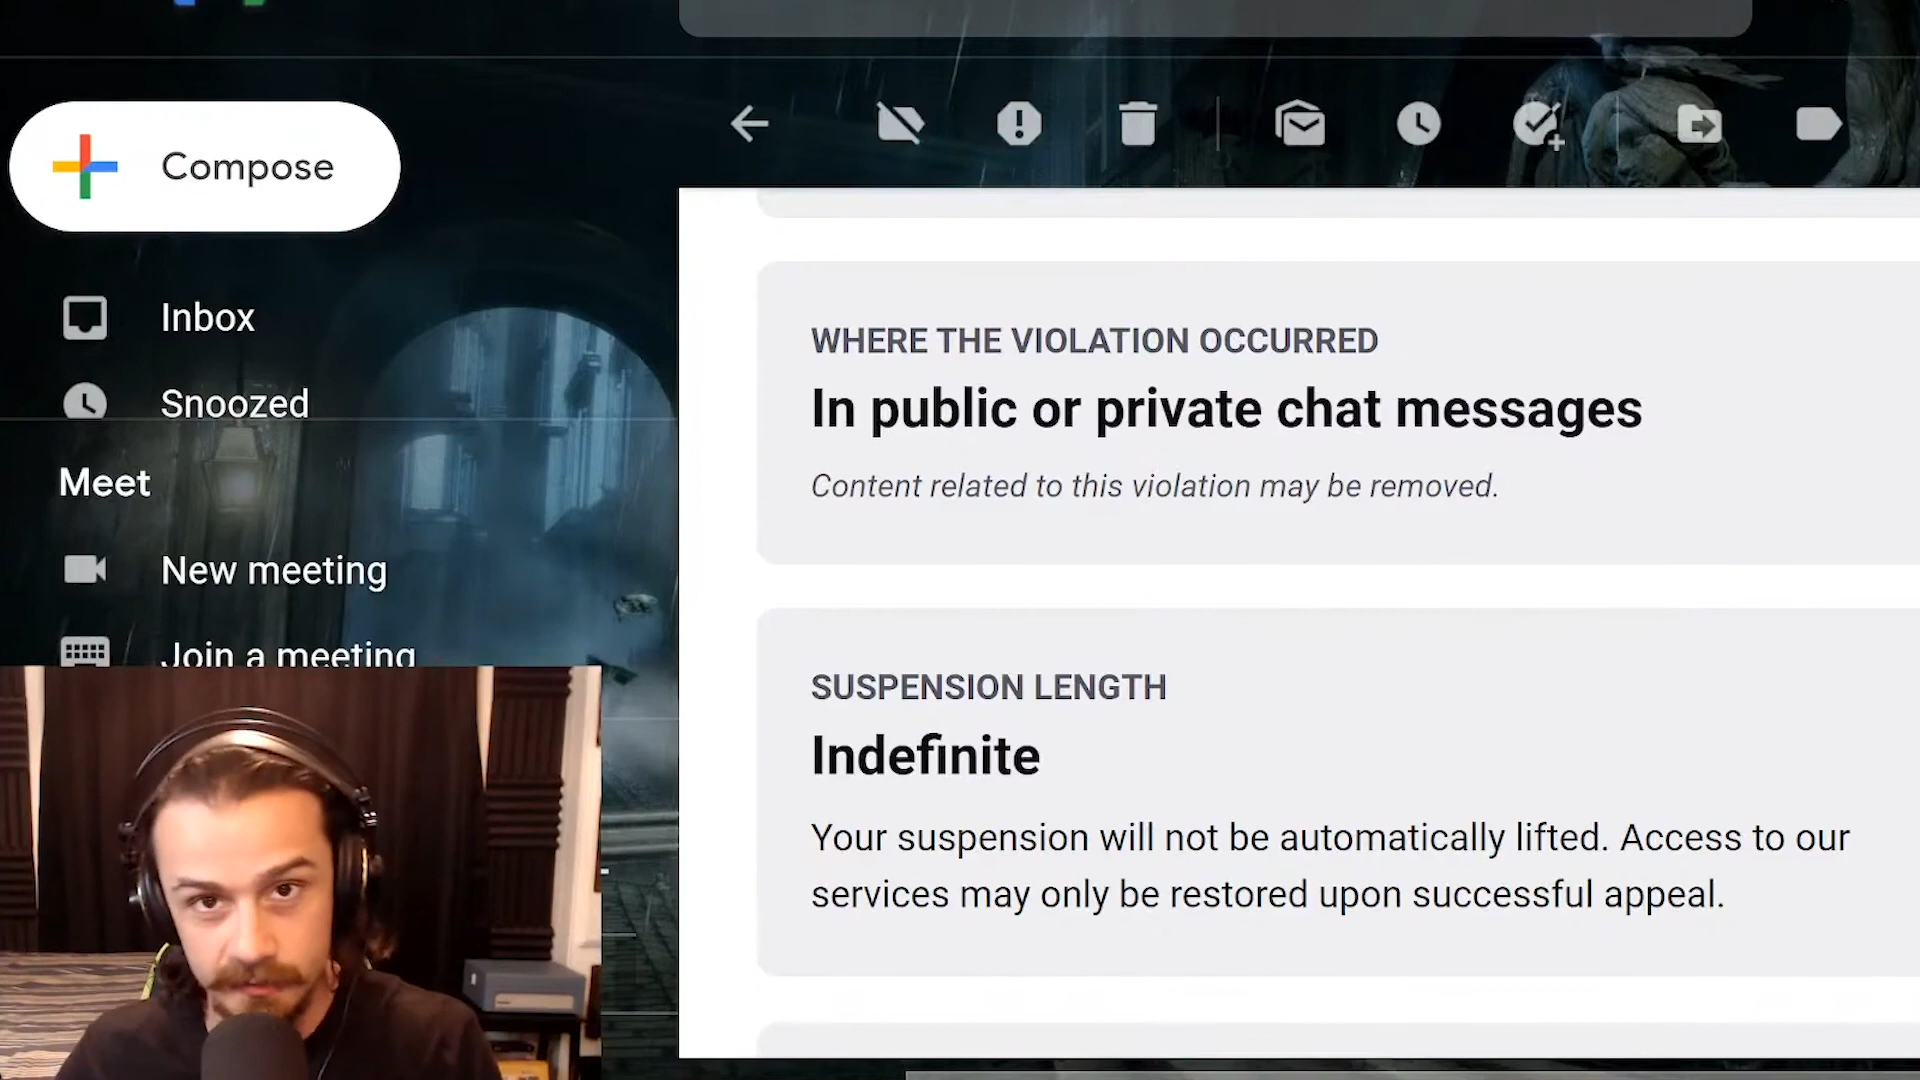 Compose
Inbox
Snoozed
Meet
New meeting
Join a meeting
WHERE THE VIOLATION OCCURRED
In public or private chat messages
Content related to this violation may be removed.
SUSPENSION LENGTH
Indefinite
Your suspension will not be automatically lifted. Access to our
services may only be restored upon successful appeal.